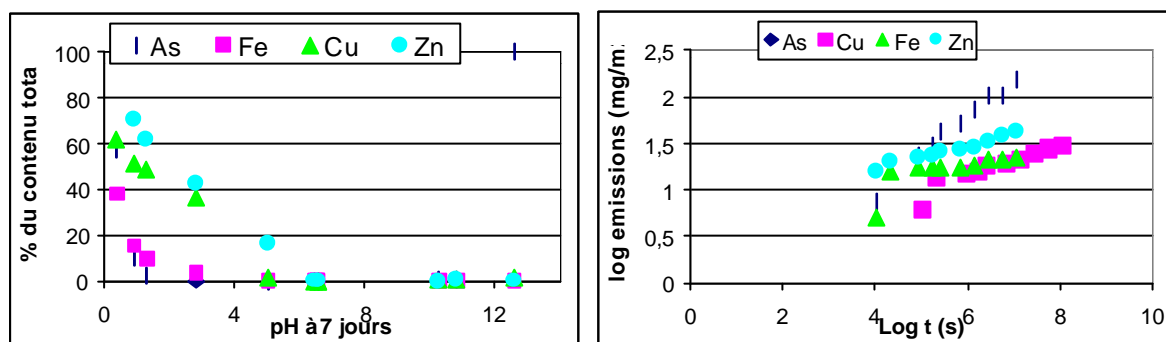 As Fe Cu Zn
100
80
60
40
20
0
0 4 8 12
% du contenu tota
pH à 7 jours
As Cu Fe Zn
2,5
2
1,5
1
0,5
0
0 2 4 6 8 10
log emissions (mg/m
Log t (s)